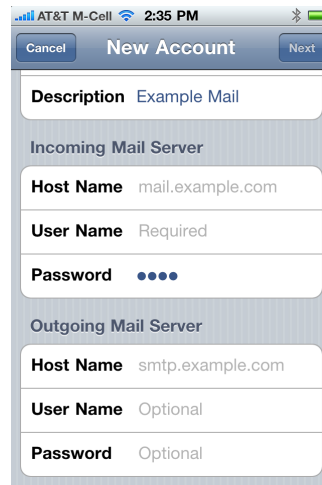 AT&T M-Cell 2:35 PM
Cancel New Account Next
Description Example Mail
Incoming Mail Server
Host Name mail.example.com
User Name Required
Password ●●●●
Outgoing Mail Server
Host Name smtp.example.com
User Name Optional
Password Optional